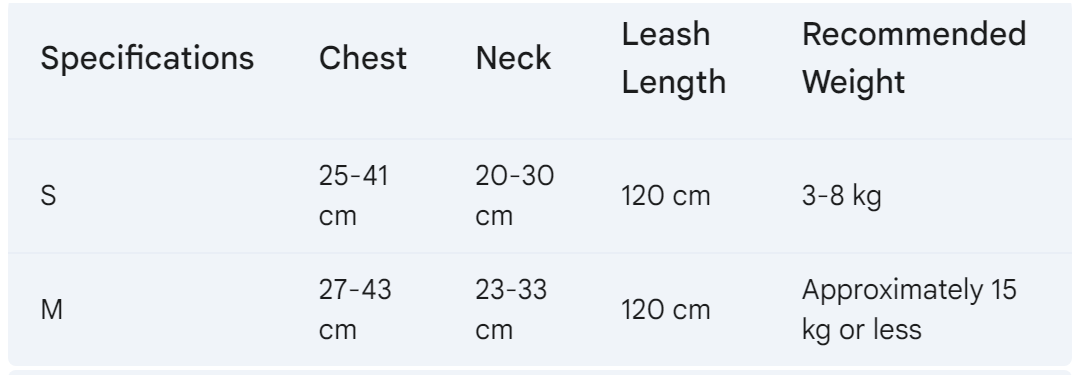 Specifications
Chest
Neck
Leash
Length
Recommended
Weight
S
25-41
cm
20-30
cm
120 cm
3-8 kg
M
27-43
cm
23-33
cm
120 cm
Approximately 15
kg or less